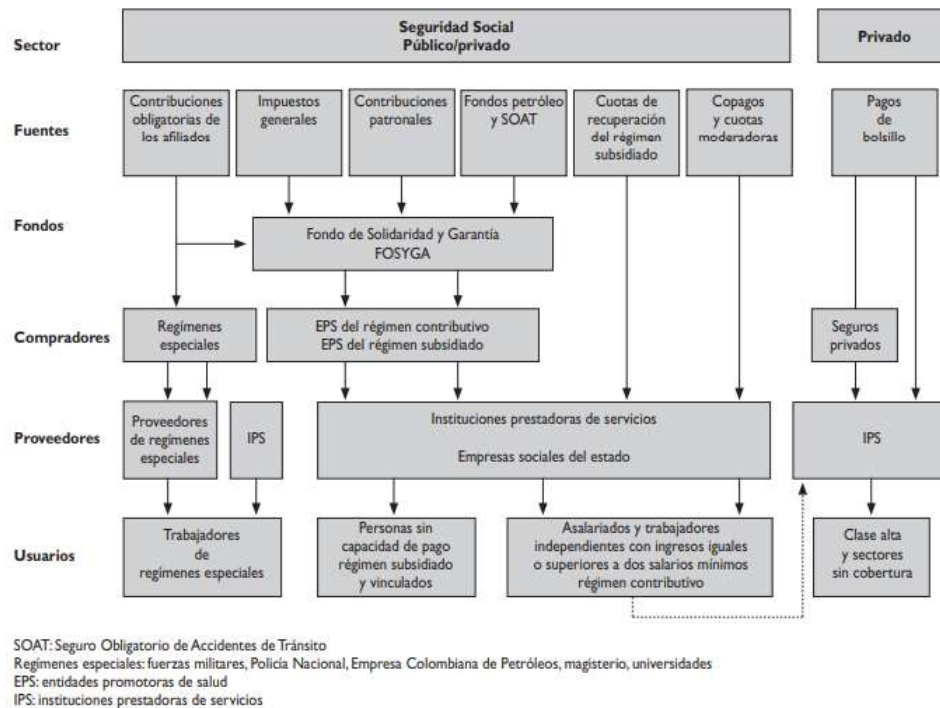 Sector
Seguridad Social
Público/privado
Privado
Fuentes
Contribuciones
obligatorias de
los afiliados
Impuestos
generales
Contribuciones
patronales
Fondos petróleo
y SOAT
Cuotas de
recuperación
del régimen
subsidiado
Copagos
y cuotas
moderadoras
Pagos
de
bolsillo
Fondos
Fondo de Solidaridad y Garantía
FOSYGA
Compradores
Regímenes
especiales
EPS del régimen contributivo
EPS del régimen subsidiado
Seguros
privados
Proveedores
Proveedores
de regímenes
especiales
IPS
Instituciones prestadoras de servicios
Empresas sociales del estado
IPS
Usuarios
Trabajadores
de
regímenes especiales
Personas sin
capacidad de pago
régimen subsidiado
y vinculados
Asalariados y trabajadores
independientes con ingresos iguales
o superiores a dos salarios mínimos
régimen contributivo
Clase alta
y sectores
sin cobertura
SOAT: Seguro Obligatorio de Accidentes de Tránsito
Regímenes especiales: fuerzas militares, Policía Nacional, Empresa Colombiana de Petróleos, magisterio, universidades
EPS: entidades promotoras de salud
IPS: instituciones prestadoras de servicios